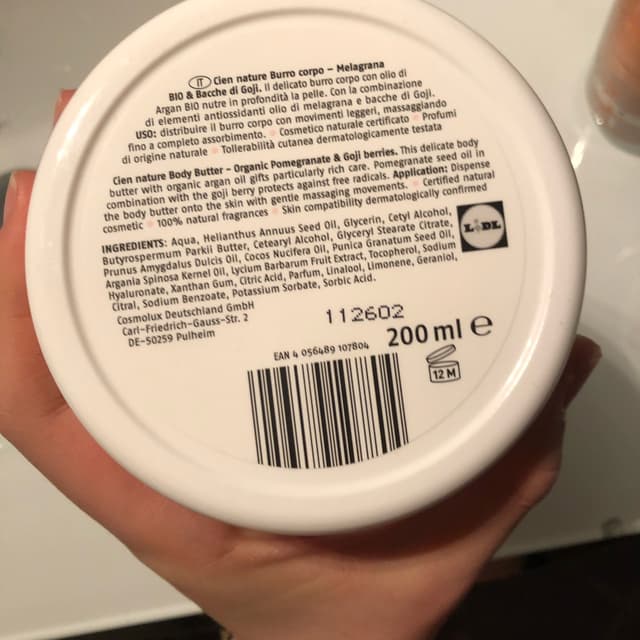 IT Cien nature Burro corpo – Melagrana
BIO & Bacche di Goji. Il delicato burro corpo con olio di
Argan BIO nutre in profondità la pelle. Con la combinazione
di elementi antiossidanti olio di melagrana e bacche di Goji.
USO: distribuire il burro corpo con movimenti leggeri, massaggiando
fino a completo assorbimento. • Cosmetico naturale certificato • Profumi
di origine naturale • Tollerabilità cutanea dermatologicamente testata
Cien nature Body Butter – Organic Pomegranate & Goji berries. This delicate body
butter with organic argan oil gifts particularly rich care. Pomegranate seed oil in
combination with the goji berry protects against free radicals. Application: Dispense
the body butter onto the skin with gentle massaging movements. • Certified natural
cosmetic • 100% natural fragrances • Skin compatibility dermatologically confirmed
INGREDIENTS: Aqua, Helianthus Annuus Seed Oil, Glycerin, Cetyl Alcohol,
Butyrospermum Parkii Butter, Cetearyl Alcohol, Glyceryl Stearate Citrate,
Prunus Amygdalus Dulcis Oil, Cocos Nucifera Oil, Punica Granatum Seed Oil,
Argania Spinosa Kernel Oil, Lycium Barbarum Fruit Extract, Tocopherol, Sodium
Hyaluronate, Xanthan Gum, Citric Acid, Parfum, Linalool, Limonene, Geraniol,
Citral, Sodium Benzoate, Potassium Sorbate, Sorbic Acid.
LIDL
Cosmolux Deutschland GmbH
Carl-Friedrich-Gauss-Str. 2
DE-50259 Pulheim
112602
200 ml e
EAN 4 056489 107804
12 M